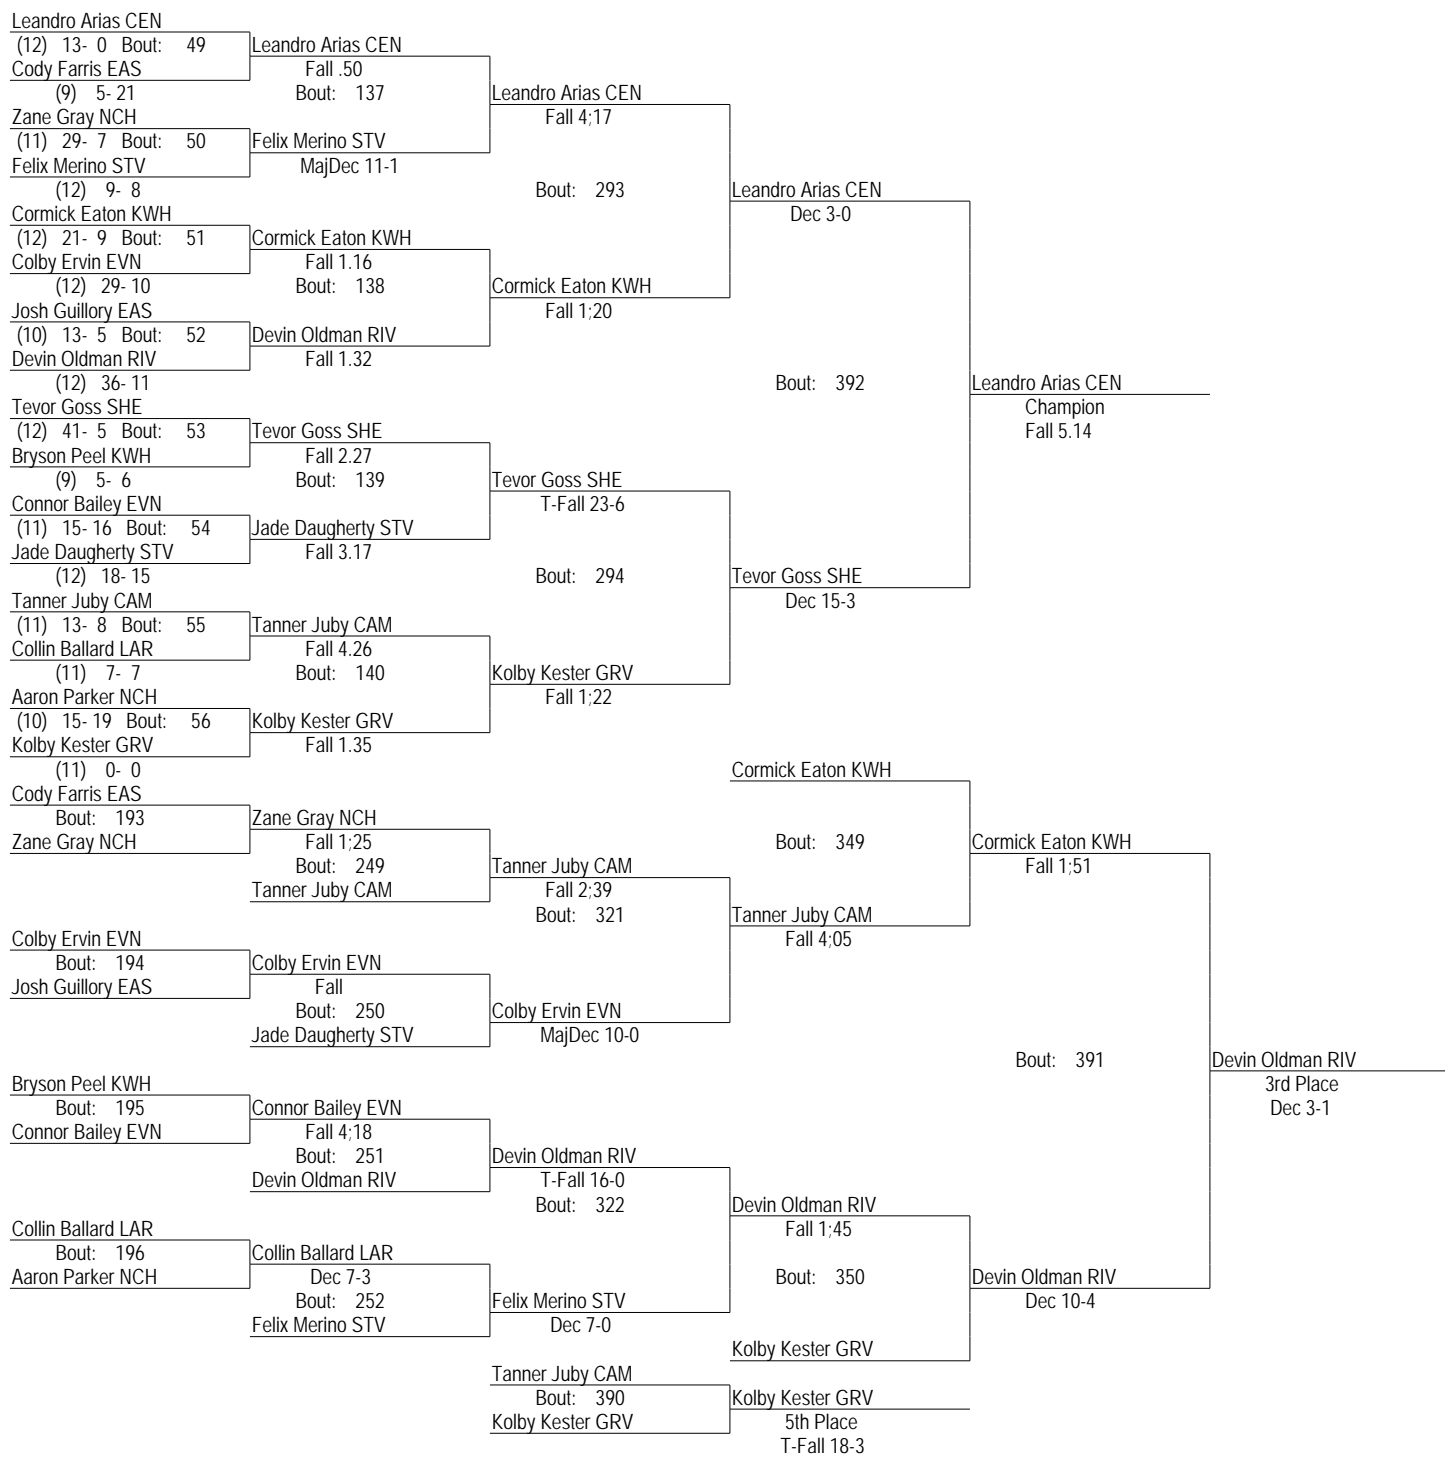 Leandro Arias CEN
(12) 13- 0 Bout: 49
Cody Farris EAS
(9) 5- 21
Zane Gray NCH
(11) 29- 7 Bout: 50
Felix Merino STV
(12) 9- 8
Cormick Eaton KWH
(12) 21- 9 Bout: 51
Colby Ervin EVN
(12) 29- 10
Josh Guillory EAS
(10) 13- 5 Bout: 52
Devin Oldman RIV
(12) 36- 11
Tevor Goss SHE
(12) 41- 5 Bout: 53
Bryson Peel KWH
(9) 5- 6
Connor Bailey EVN
(11) 15- 16 Bout: 54
Jade Daugherty STV
(12) 18- 15
Tanner Juby CAM
(11) 13- 8 Bout: 55
Collin Ballard LAR
(11) 7- 7
Aaron Parker NCH
(10) 15- 19 Bout: 56
Kolby Kester GRV
(11) 0- 0
Cody Farris EAS
Bout: 193
Zane Gray NCH
Colby Ervin EVN
Bout: 194
Josh Guillory EAS
Bryson Peel KWH
Bout: 195
Connor Bailey EVN
Collin Ballard LAR
Bout: 196
Aaron Parker NCH
Leandro Arias CEN
Fall .50
Bout: 137
Felix Merino STV
MajDec 11-1
Cormick Eaton KWH
Fall 1.16
Bout: 138
Devin Oldman RIV
Fall 1.32
Tevor Goss SHE
Fall 2.27
Bout: 139
Jade Daugherty STV
Fall 3.17
Tanner Juby CAM
Fall 4.26
Bout: 140
Kolby Kester GRV
Fall 1.35
Zane Gray NCH
Fall 1;25
Bout: 249
Tanner Juby CAM
Colby Ervin EVN
Fall
Bout: 250
Jade Daugherty STV
Connor Bailey EVN
Fall 4;18
Bout: 251
Devin Oldman RIV
Collin Ballard LAR
Dec 7-3
Bout: 252
Felix Merino STV
Leandro Arias CEN
Fall 4;17
Bout: 293
Cormick Eaton KWH
Fall 1;20
Tevor Goss SHE
T-Fall 23-6
Bout: 294
Kolby Kester GRV
Fall 1;22
Tanner Juby CAM
Fall 2;39
Bout: 321
Colby Ervin EVN
MajDec 10-0
Devin Oldman RIV
T-Fall 16-0
Bout: 322
Felix Merino STV
Dec 7-0
Tanner Juby CAM
Bout: 390
Kolby Kester GRV
Leandro Arias CEN
Dec 3-0
Bout: 392
Tevor Goss SHE
Dec 15-3
Cormick Eaton KWH
Bout: 349
Tanner Juby CAM
Fall 4;05
Devin Oldman RIV
Fall 1;45
Bout: 350
Kolby Kester GRV
Kolby Kester GRV
5th Place
T-Fall 18-3
Leandro Arias CEN
Champion
Fall 5.14
Cormick Eaton KWH
Fall 1;51
Bout: 391
Devin Oldman RIV
Dec 10-4
Devin Oldman RIV
3rd Place
Dec 3-1